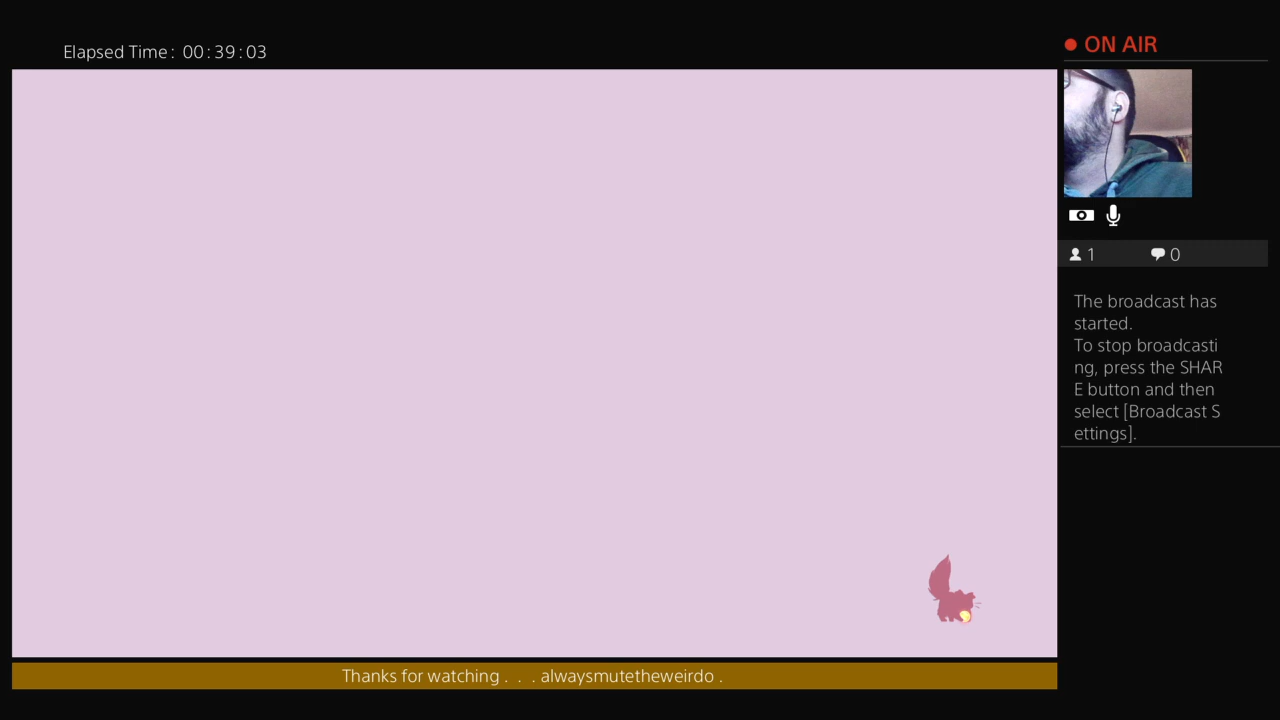 Elapsed Time: 00:39:03
ON AIR
1
0
The broadcast has
started.
To stop broadcasti
ng, press the SHAR
E button and then
select [Broadcast S
ettings].
Thanks for watching . . . alwaysmutetheweirdo .